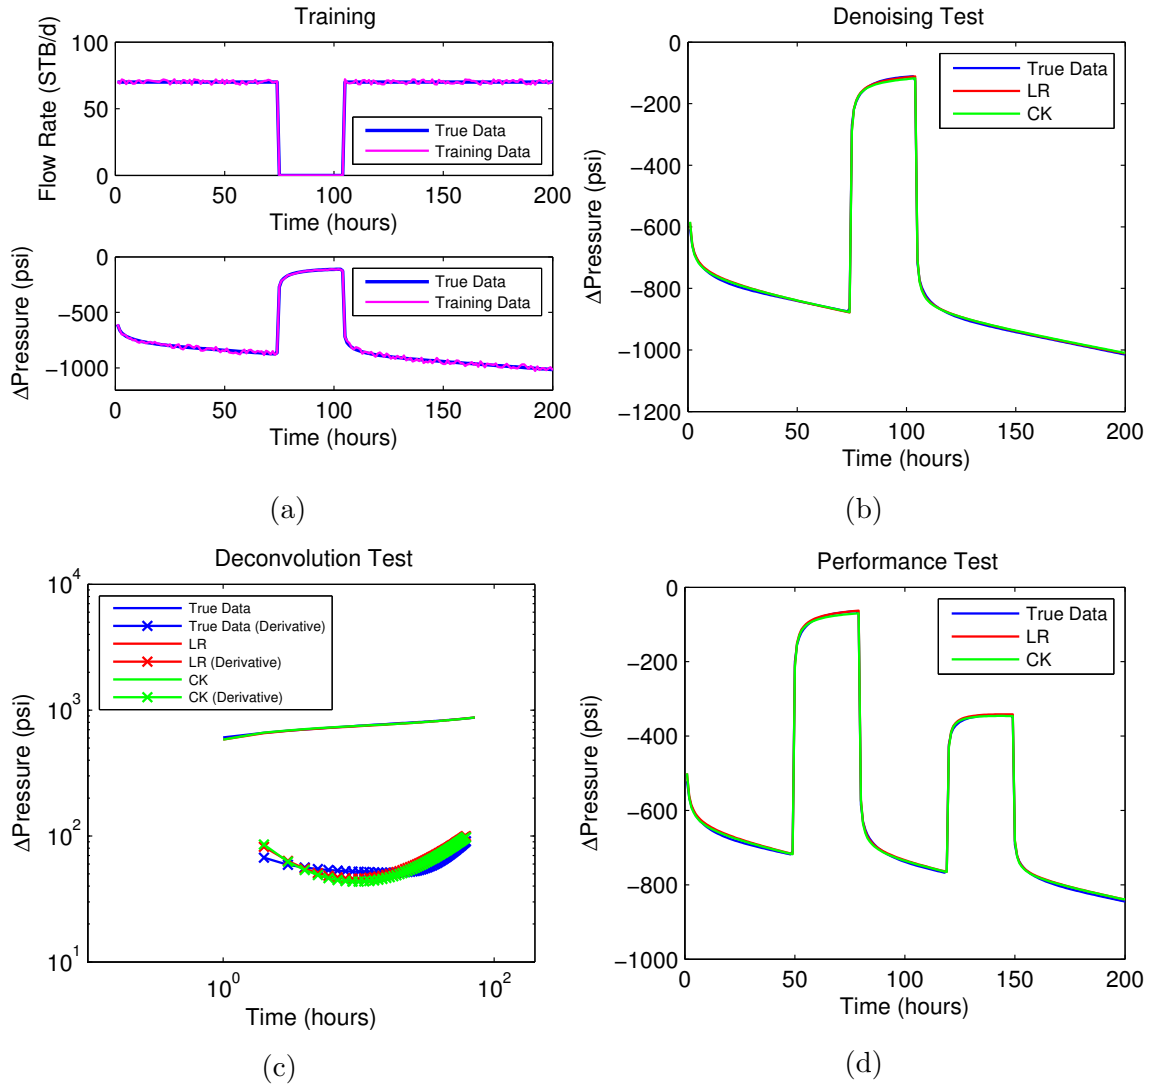 Training
Flow Rate (STB/d)
100
50
0
True Data
Training Data
0 50 100 150 200
Time (hours)
ΔPressure (psi)
0
−500
−1000
True Data
Training Data
0 50 100 150 200
Time (hours)
(a)
Denoising Test
ΔPressure (psi)
0
−200
−400
−600
−800
−1000
−1200
True Data
LR
CK
0 50 100 150 200
Time (hours)
(b)
Deconvolution Test
ΔPressure (psi)
10^4
10^3
10^2
10^1
True Data
True Data (Derivative)
LR
LR (Derivative)
CK
CK (Derivative)
10^0 10^2
Time (hours)
(c)
Performance Test
ΔPressure (psi)
0
−200
−400
−600
−800
−1000
True Data
LR
CK
0 50 100 150 200
Time (hours)
(d)